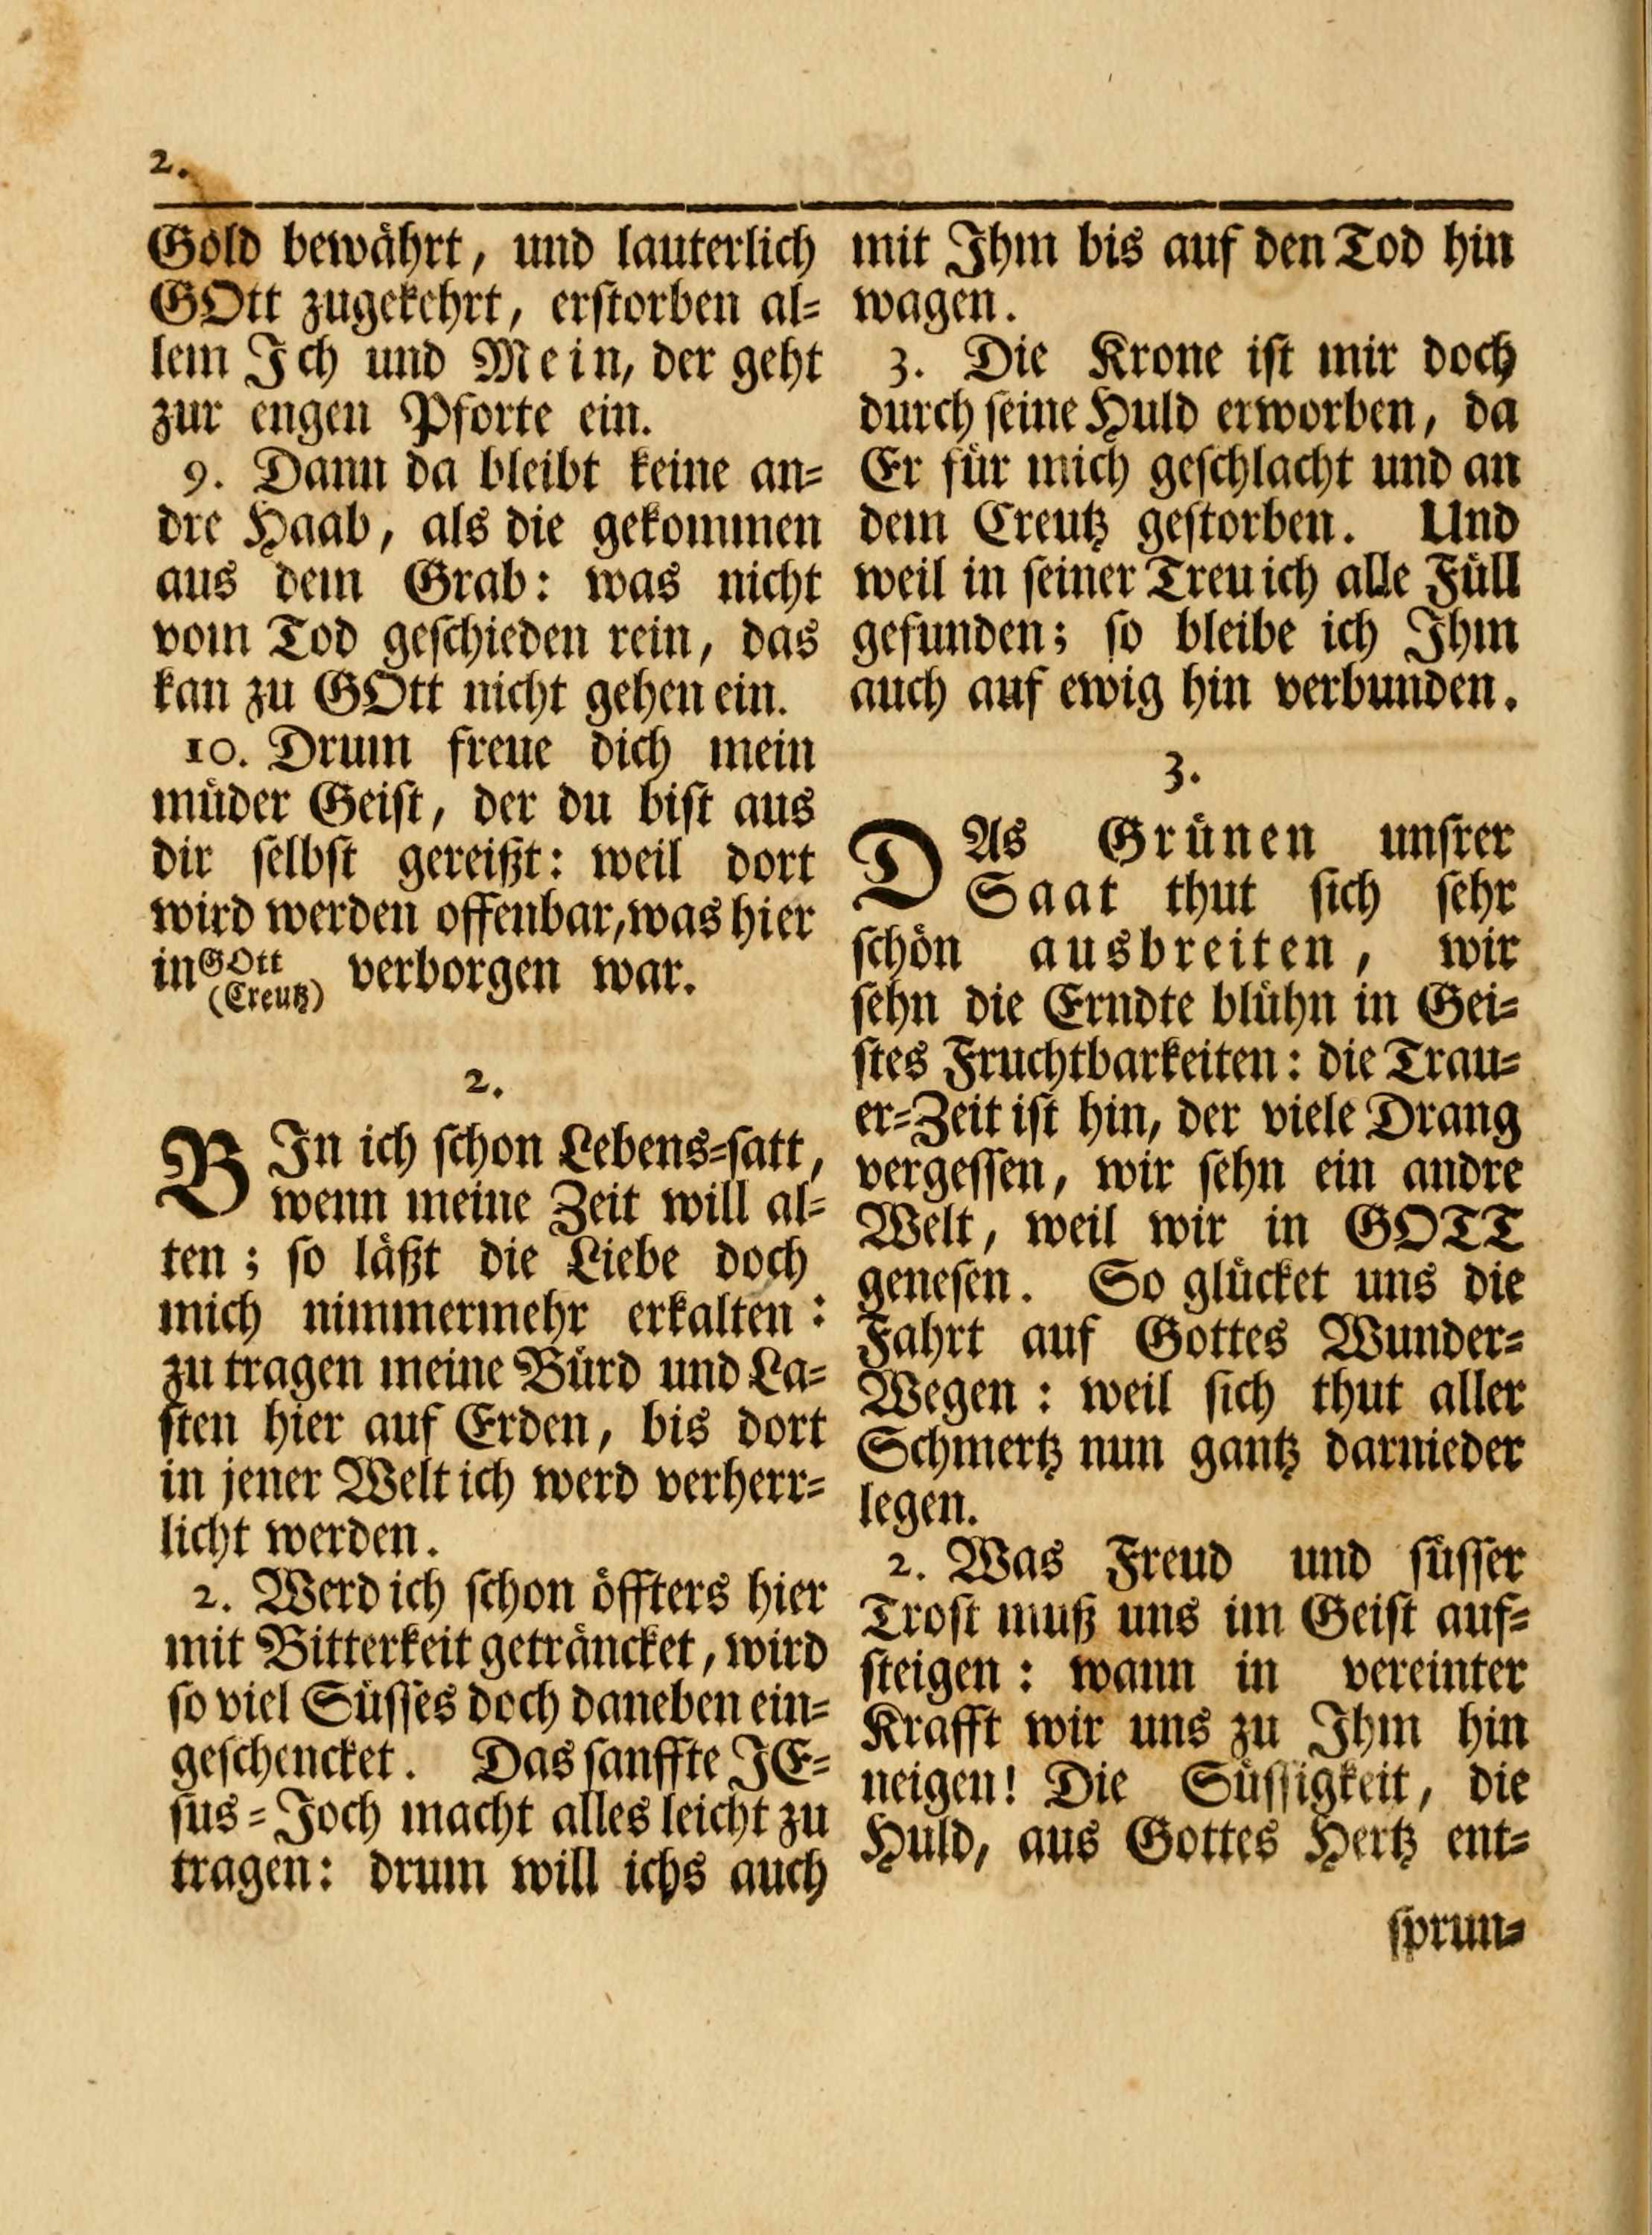 2.
Gold bewährt, und lauterlich
GOtt zugekehrt, erstorben al=
lem Ich und Mein, der geht
zur engen Pforte ein.
9. Dann da bleibt keine an=
dre Haab, als die gekommen
aus dem Grab: was nicht
vom Tod geschieden rein, das
kan zu GOtt nicht gehen ein.
10. Drum freue dich mein
müder Geist, der du bist aus
dir selbst gereißt: weil dort
wird werden offenbar, was hier
in GOtt (Creutz) verborgen war.
2.
BIn ich schon Lebens=satt,
wenn meine Zeit will al=
ten; so läßt die Liebe doch
mich nimmermehr erkalten:
zu tragen meine Bürd und La=
sten hier auf Erden, bis dort
in jener Welt ich werd verherr=
licht werden.
2. Werd ich schon öffters hier
mit Bitterkeit geträncket, wird
so viel Süsses doch daneben ein=
geschencket. Das sanffte JE=
sus=Joch macht alles leicht zu
tragen: drum will ichs auch
mit Ihm bis auf den Tod hin
wagen.
3. Die Krone ist mir doch
durch seine Huld erworben, da
Er für mich geschlacht und an
dem Creutz gestorben. Und
weil in seiner Treu ich alle Füll
gefunden; so bleibe ich Ihm
auch auf ewig hin verbunden.
3.
DAs Grünen unsrer
Saat thut sich sehr
schön ausbreiten, wir
sehn die Erndte blühn in Gei=
stes Fruchtbarkeiten: die Trau=
er=Zeit ist hin, der viele Drang
vergessen, wir sehn ein andre
Welt, weil wir in GOTT
genesen. So glücket uns die
Fahrt auf Gottes Wunder=
Wegen: weil sich thut aller
Schmertz nun gantz darnieder
legen.
2. Was Freud und süsser
Trost muß uns im Geist auf=
steigen: wann in vereinter
Krafft wir uns zu Ihm hin
neigen! Die Süssigkeit, die
Huld, aus Gottes Hertz ent=
sprun=